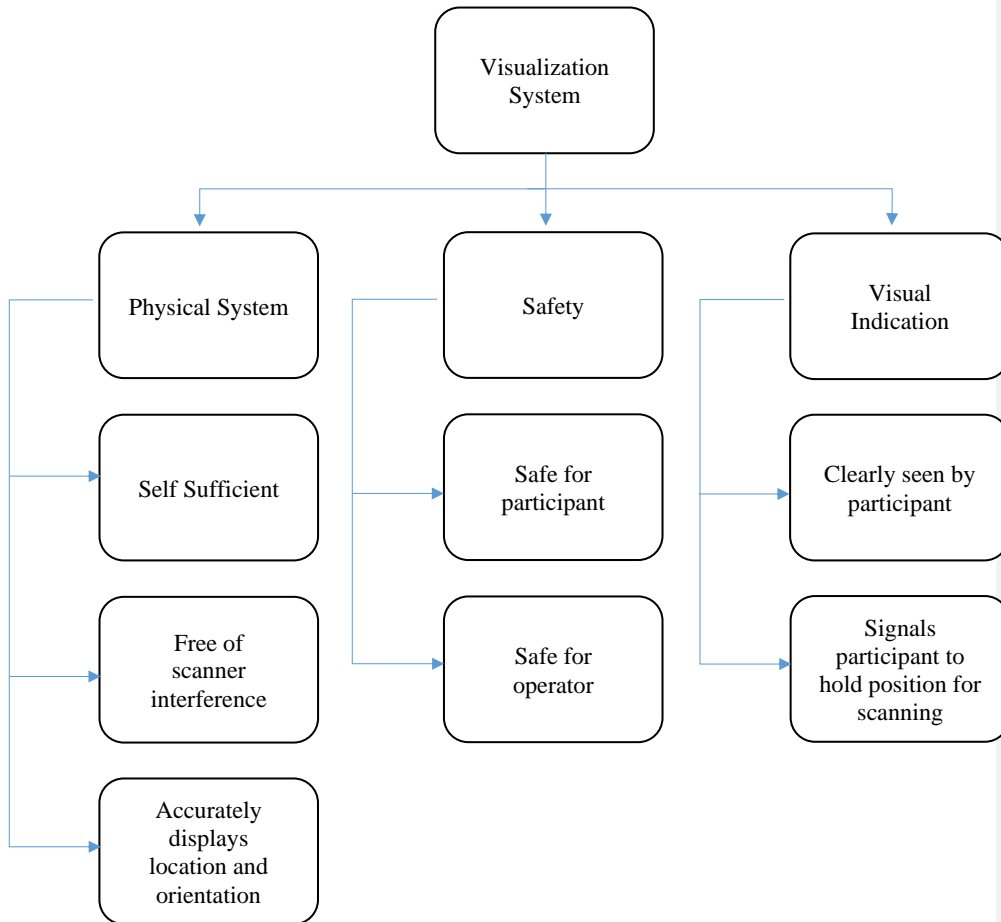 Visualization
System
Physical System
Safety
Visual
Indication
Self Sufficient
Safe for
participant
Clearly seen by
participant
Free of
scanner
interference
Safe for
operator
Signals
participant to
hold position for
scanning
Accurately
displays
location and
orientation